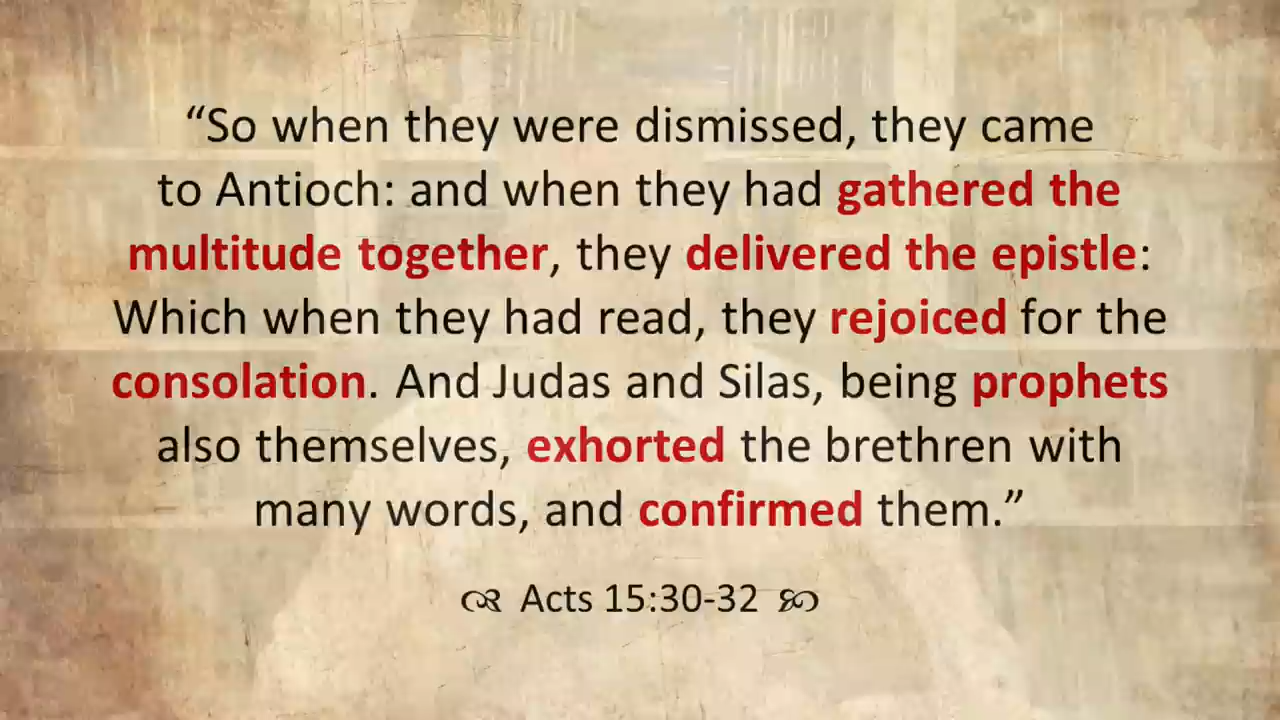 “So when they were dismissed, they came
to Antioch: and when they had gathered the
multitude together, they delivered the epistle:
Which when they had read, they rejoiced for the
consolation. And Judas and Silas, being prophets
also themselves, exhorted the brethren with
many words, and confirmed them.”
Acts 15:30-32